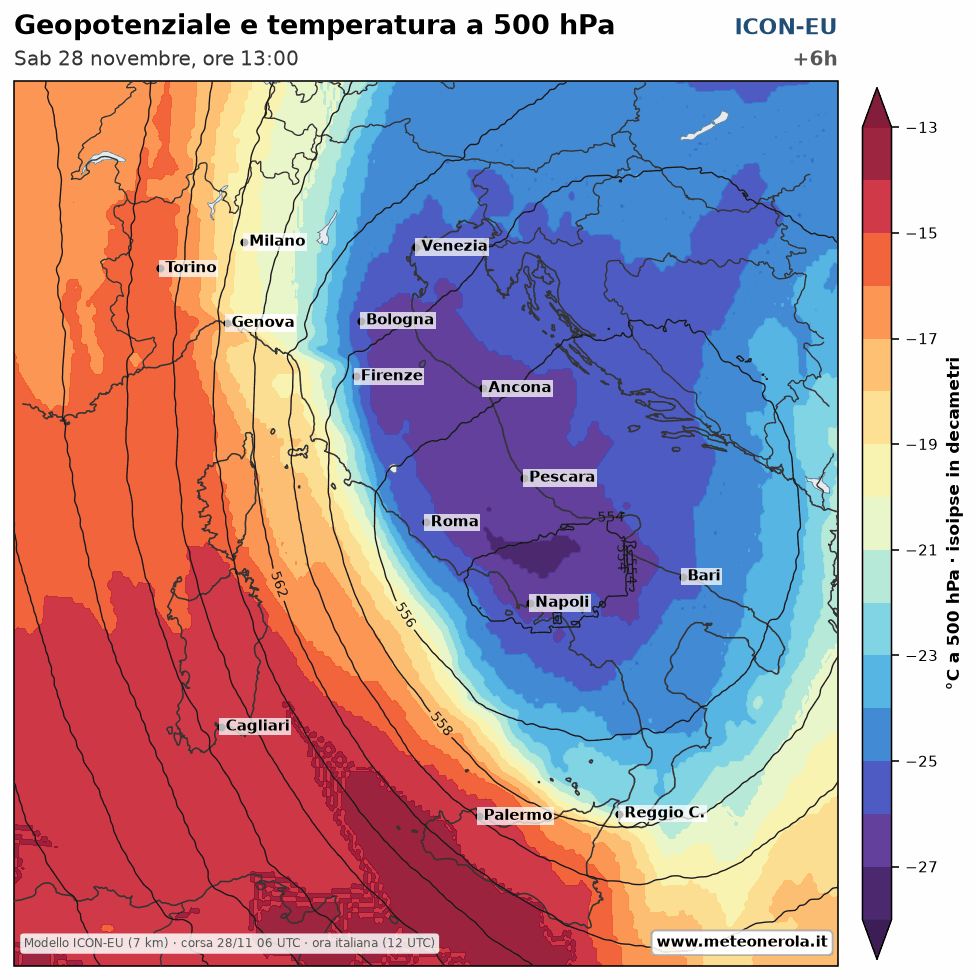 Geopotenziale e temperatura a 500 hPa
ICON-EU
Sab 28 novembre, ore 13:00
+6h
Milano
Venezia
Torino
Genova
Bologna
Firenze
Ancona
Pescara
Roma
554
554
Bari
562
Napoli
556
558
Cagliari
Palermo
Reggio C.
Modello ICON-EU (7 km) · corsa 28/11 06 UTC · ora italiana (12 UTC)
www.meteonerola.it
−13
−15
−17
−19
−21
−23
−25
−27
°C a 500 hPa · isoipse in decametri